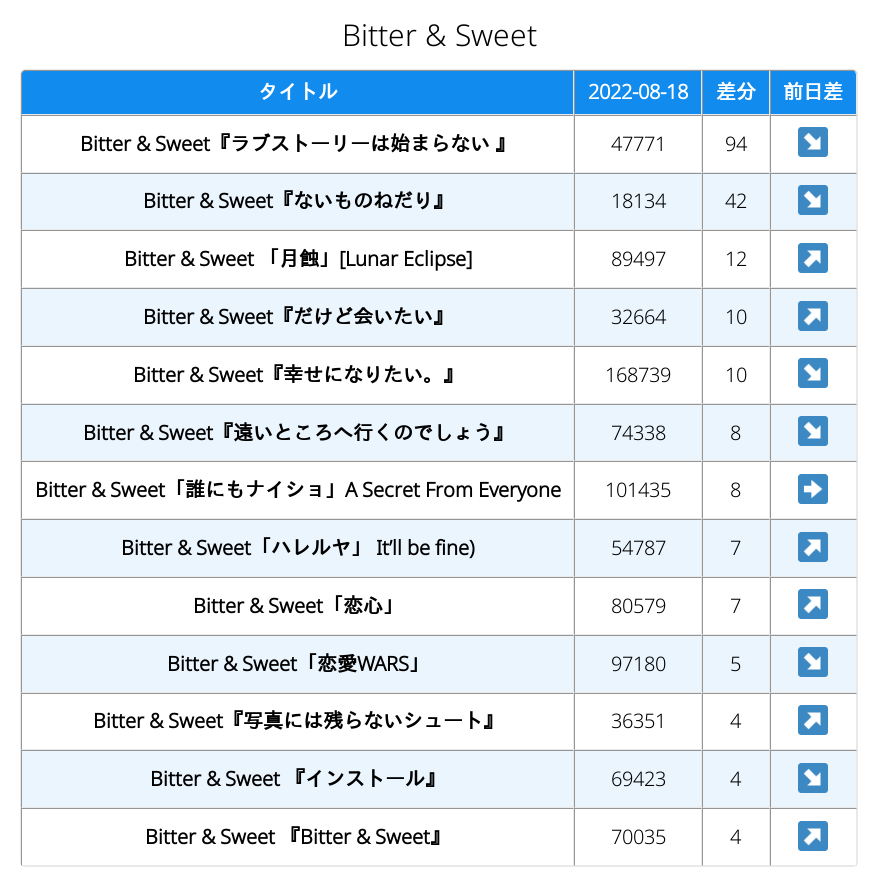 Bitter & Sweet
タイトル 2022-08-18 差分 前日差
Bitter & Sweet『ラブストーリーは始まらない 』 47771 94
Bitter & Sweet『ないものねだり』 18134 42
Bitter & Sweet 「月蝕」[Lunar Eclipse] 89497 12
Bitter & Sweet『だけど会いたい』 32664 10
Bitter & Sweet『幸せになりたい。』 168739 10
Bitter & Sweet『遠いところへ行くのでしょう』 74338 8
Bitter & Sweet「誰にもナイショ」A Secret From Everyone 101435 8
Bitter & Sweet「ハレルヤ」 It’ll be fine) 54787 7
Bitter & Sweet「恋心」 80579 7
Bitter & Sweet「恋愛WARS」 97180 5
Bitter & Sweet『写真には残らないシュート』 36351 4
Bitter & Sweet 『インストール』 69423 4
Bitter & Sweet 『Bitter & Sweet』 70035 4